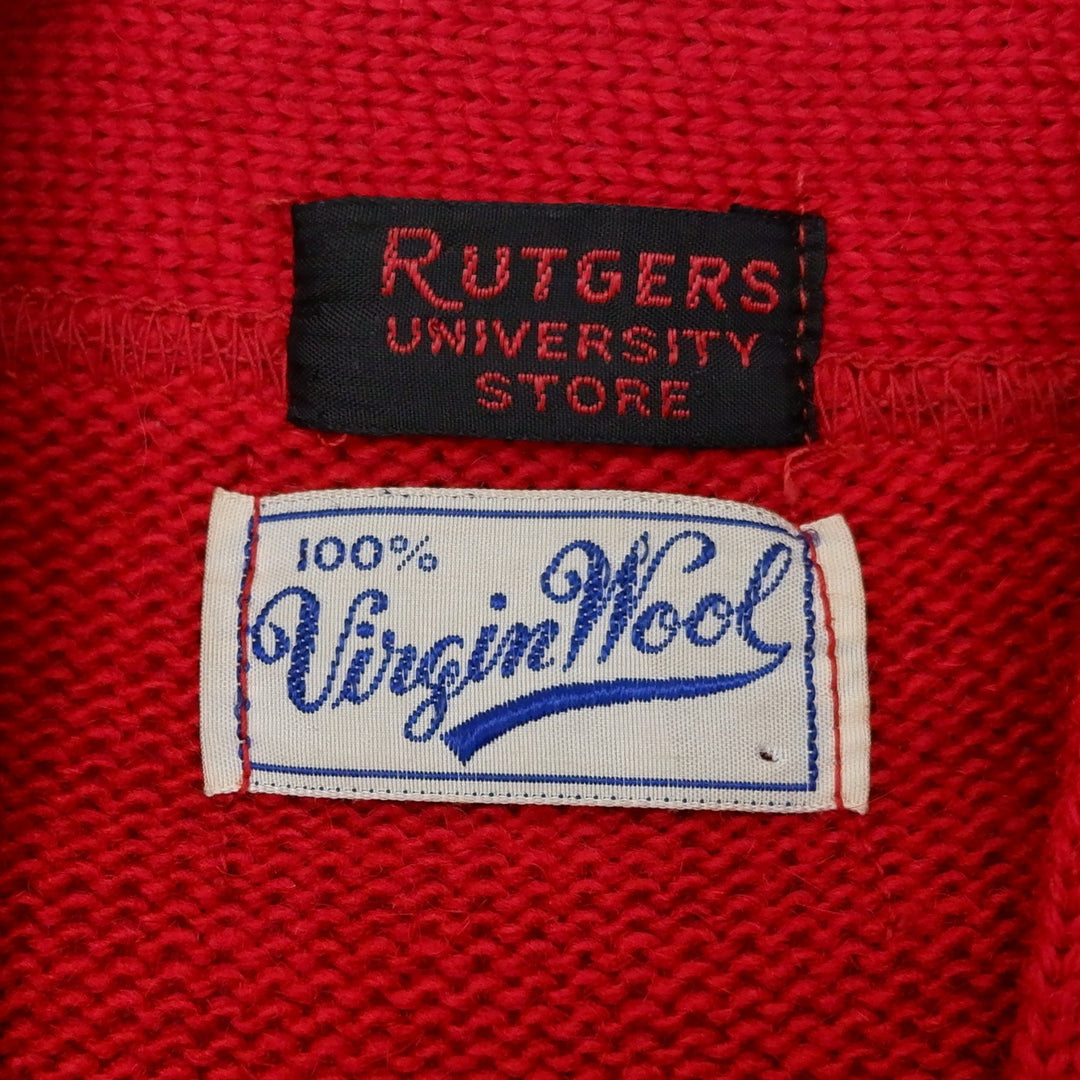 RUTGERS
UNIVERSITY
STORE
100%
Virgin Wool